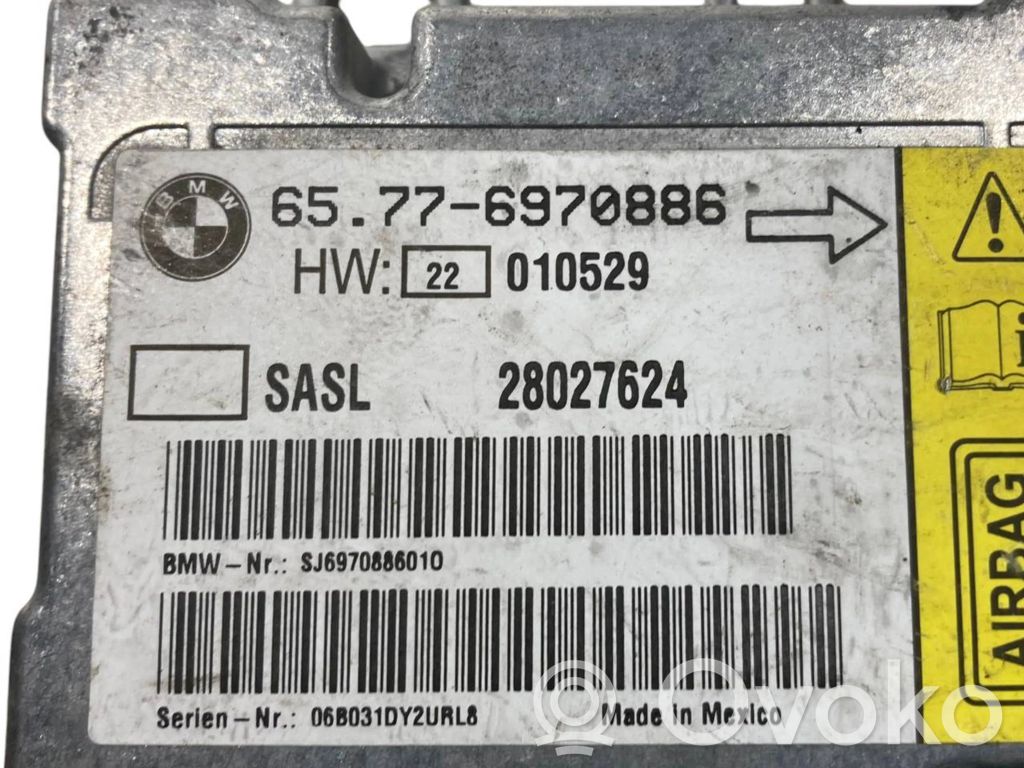 BMW
65.77-6970886
HW: 22 010529
SASL 28027624
BMW-Nr.: SJ6970886010
Serien-Nr.: 06B031DY2URL8 Made in Mexico
i
AIRBAG
Ovoko